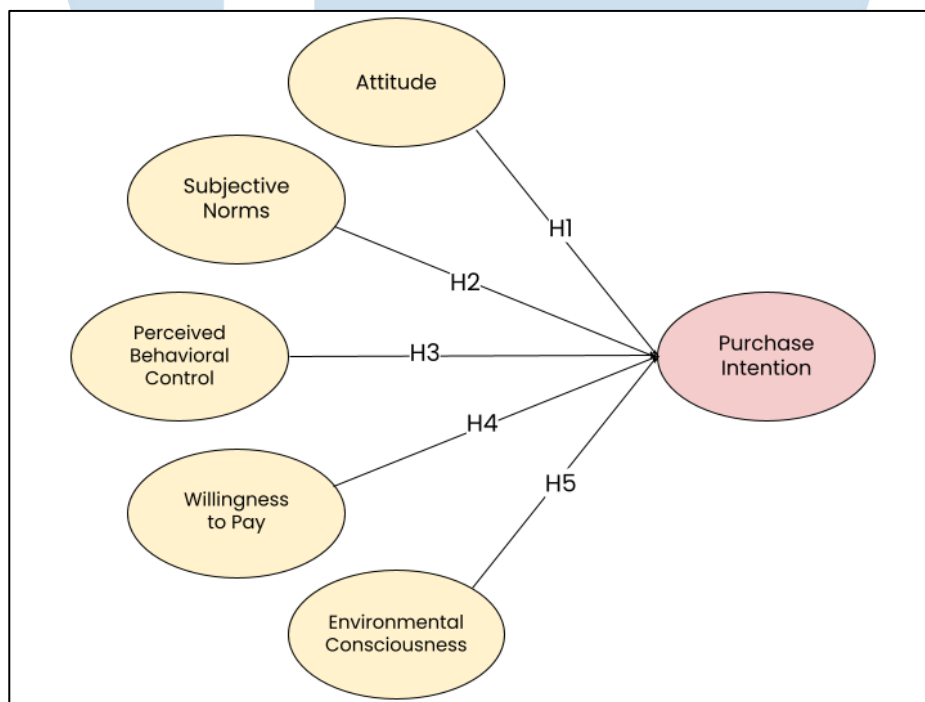 Attitude
H1
Subjective
Norms
H2
Perceived
Behavioral
Control
H3
Purchase
Intention
H4
Willingness
to Pay
H5
Environmental
Consciousness